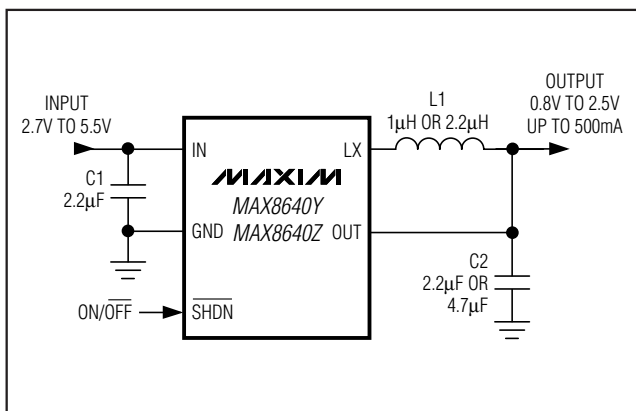 INPUT
2.7V TO 5.5V
C1
2.2µF
IN
GND
ON/OFF
SHDN
MAXIM
MAX8640Y
MAX8640Z
LX
OUT
L1
1µH OR 2.2µH
OUTPUT
0.8V TO 2.5V
UP TO 500mA
C2
2.2µF OR
4.7µF